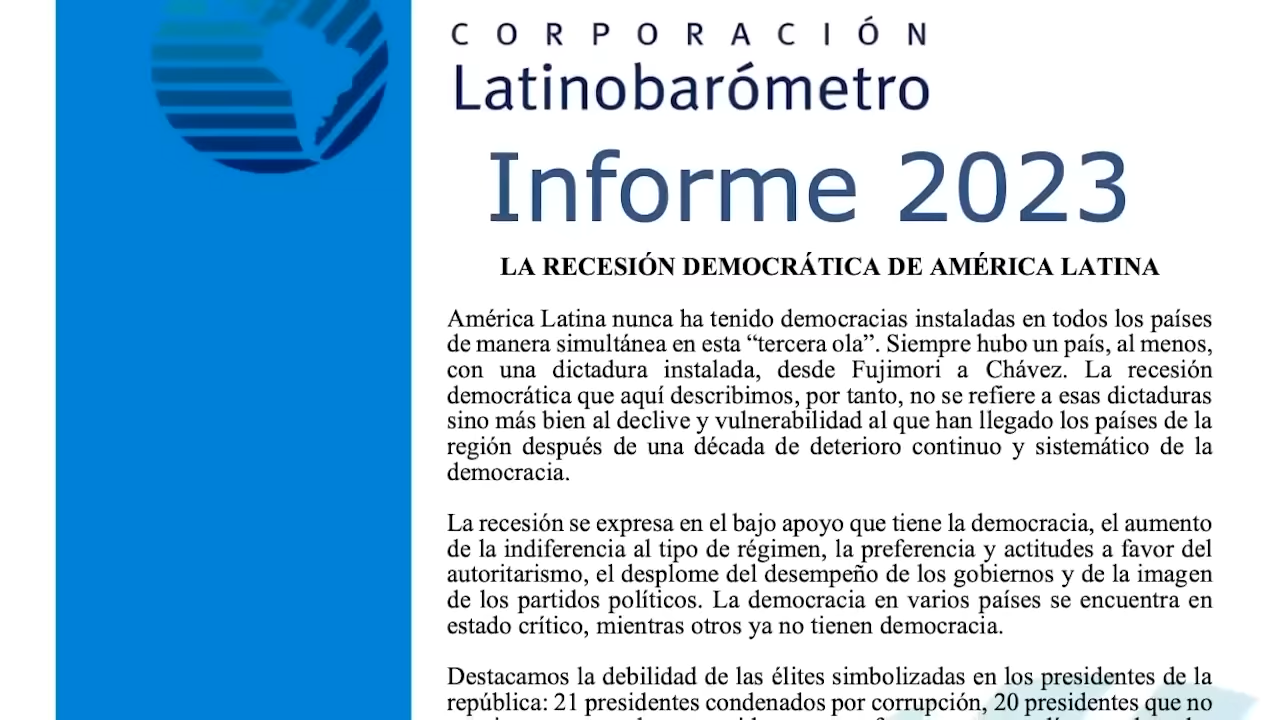 CORPORACIÓN
Latinobarómetro
Informe 2023
LA RECESIÓN DEMOCRÁTICA DE AMÉRICA LATINA
América Latina nunca ha tenido democracias instaladas en todos los países
de manera simultánea en esta “tercera ola”. Siempre hubo un país, al menos,
con una dictadura instalada, desde Fujimori a Chávez. La recesión
democrática que aquí describimos, por tanto, no se refiere a esas dictaduras
sino más bien al declive y vulnerabilidad al que han llegado los países de la
región después de una década de deterioro continuo y sistemático de la
democracia.
La recesión se expresa en el bajo apoyo que tiene la democracia, el aumento
de la indiferencia al tipo de régimen, la preferencia y actitudes a favor del
autoritarismo, el desplome del desempeño de los gobiernos y de la imagen
de los partidos políticos. La democracia en varios países se encuentra en
estado crítico, mientras otros ya no tienen democracia.
Destacamos la debilidad de las élites simbolizadas en los presidentes de la
república: 21 presidentes condenados por corrupción, 20 presidentes que no